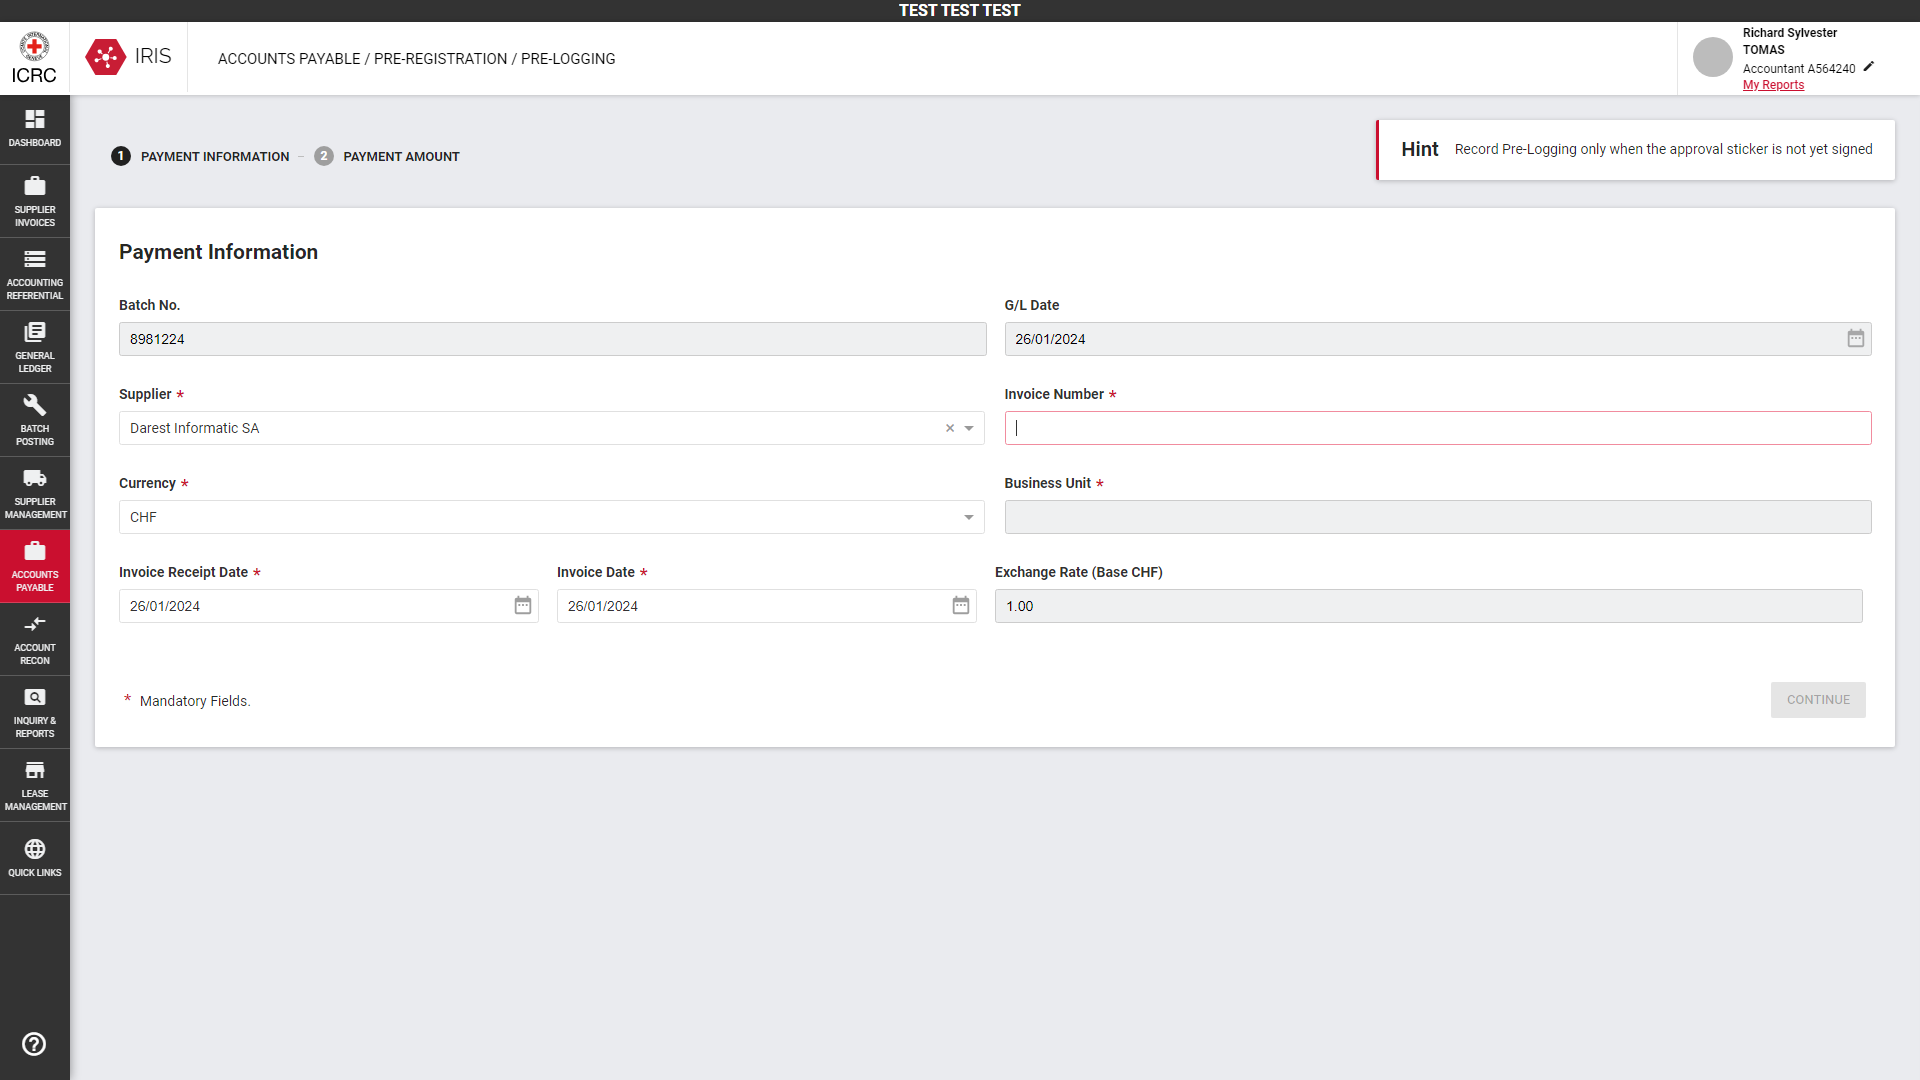 TEST TEST TEST
ICRC
IRIS
ACCOUNTS PAYABLE / PRE-REGISTRATION / PRE-LOGGING
Richard Sylvester
TOMAS
Accountant A564240
My Reports
DASHBOARD
SUPPLIER
INVOICES
ACCOUNTING
REFERENTIAL
GENERAL
LEDGER
BATCH
POSTING
SUPPLIER
MANAGEMENT
ACCOUNTS
PAYABLE
ACCOUNT
RECON
INQUIRY &
REPORTS
LEASE
MANAGEMENT
QUICK LINKS
1 PAYMENT INFORMATION – 2 PAYMENT AMOUNT
Hint Record Pre-Logging only when the approval sticker is not yet signed
Payment Information
Batch No.
8981224
G/L Date
26/01/2024
Supplier *
Darest Informatic SA
Invoice Number *
Currency *
CHF
Business Unit *
Invoice Receipt Date *
26/01/2024
Invoice Date *
26/01/2024
Exchange Rate (Base CHF)
1.00
* Mandatory Fields.
CONTINUE